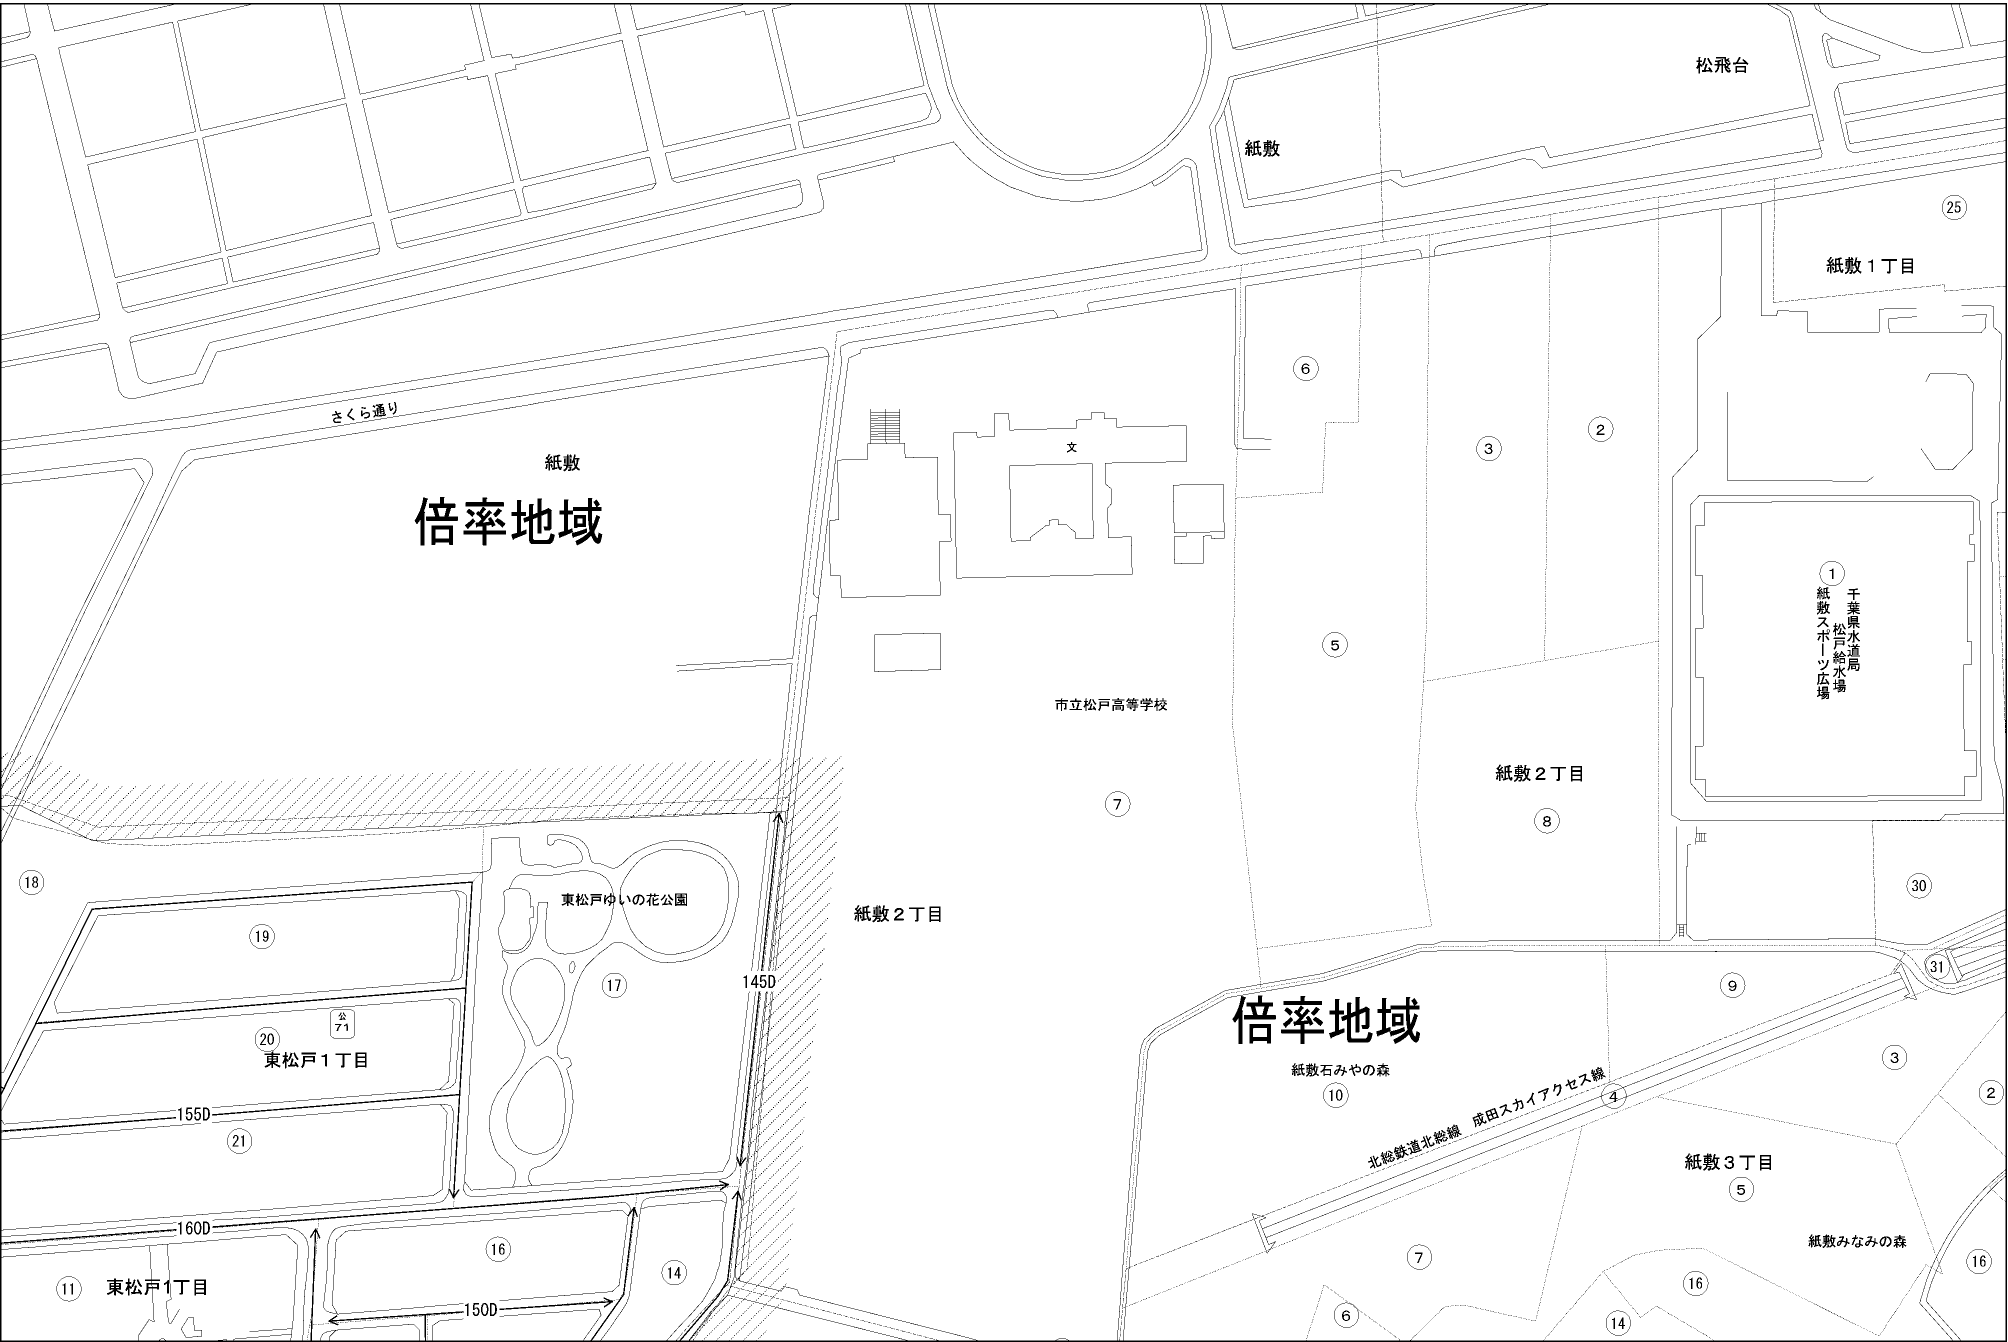 松飛台
紙敷
25
紙敷１丁目
6
さくら通り
2
3
文
紙敷
倍率地域
1
千葉県水道局
松戸給水場
紙敷スポーツ広場
5
市立松戸高等学校
紙敷２丁目
7
8
18
30
東松戸ゆいの花公園
紙敷２丁目
19
31
145D
17
9
倍率地域
公
71
20
東松戸１丁目
3
紙敷石みやの森
10
4
2
北総鉄道北総線　成田スカイアクセス線
155D
21
紙敷３丁目
5
160D
16
紙敷みなみの森
7
16
14
11
東松戸1丁目
16
150D
6
14